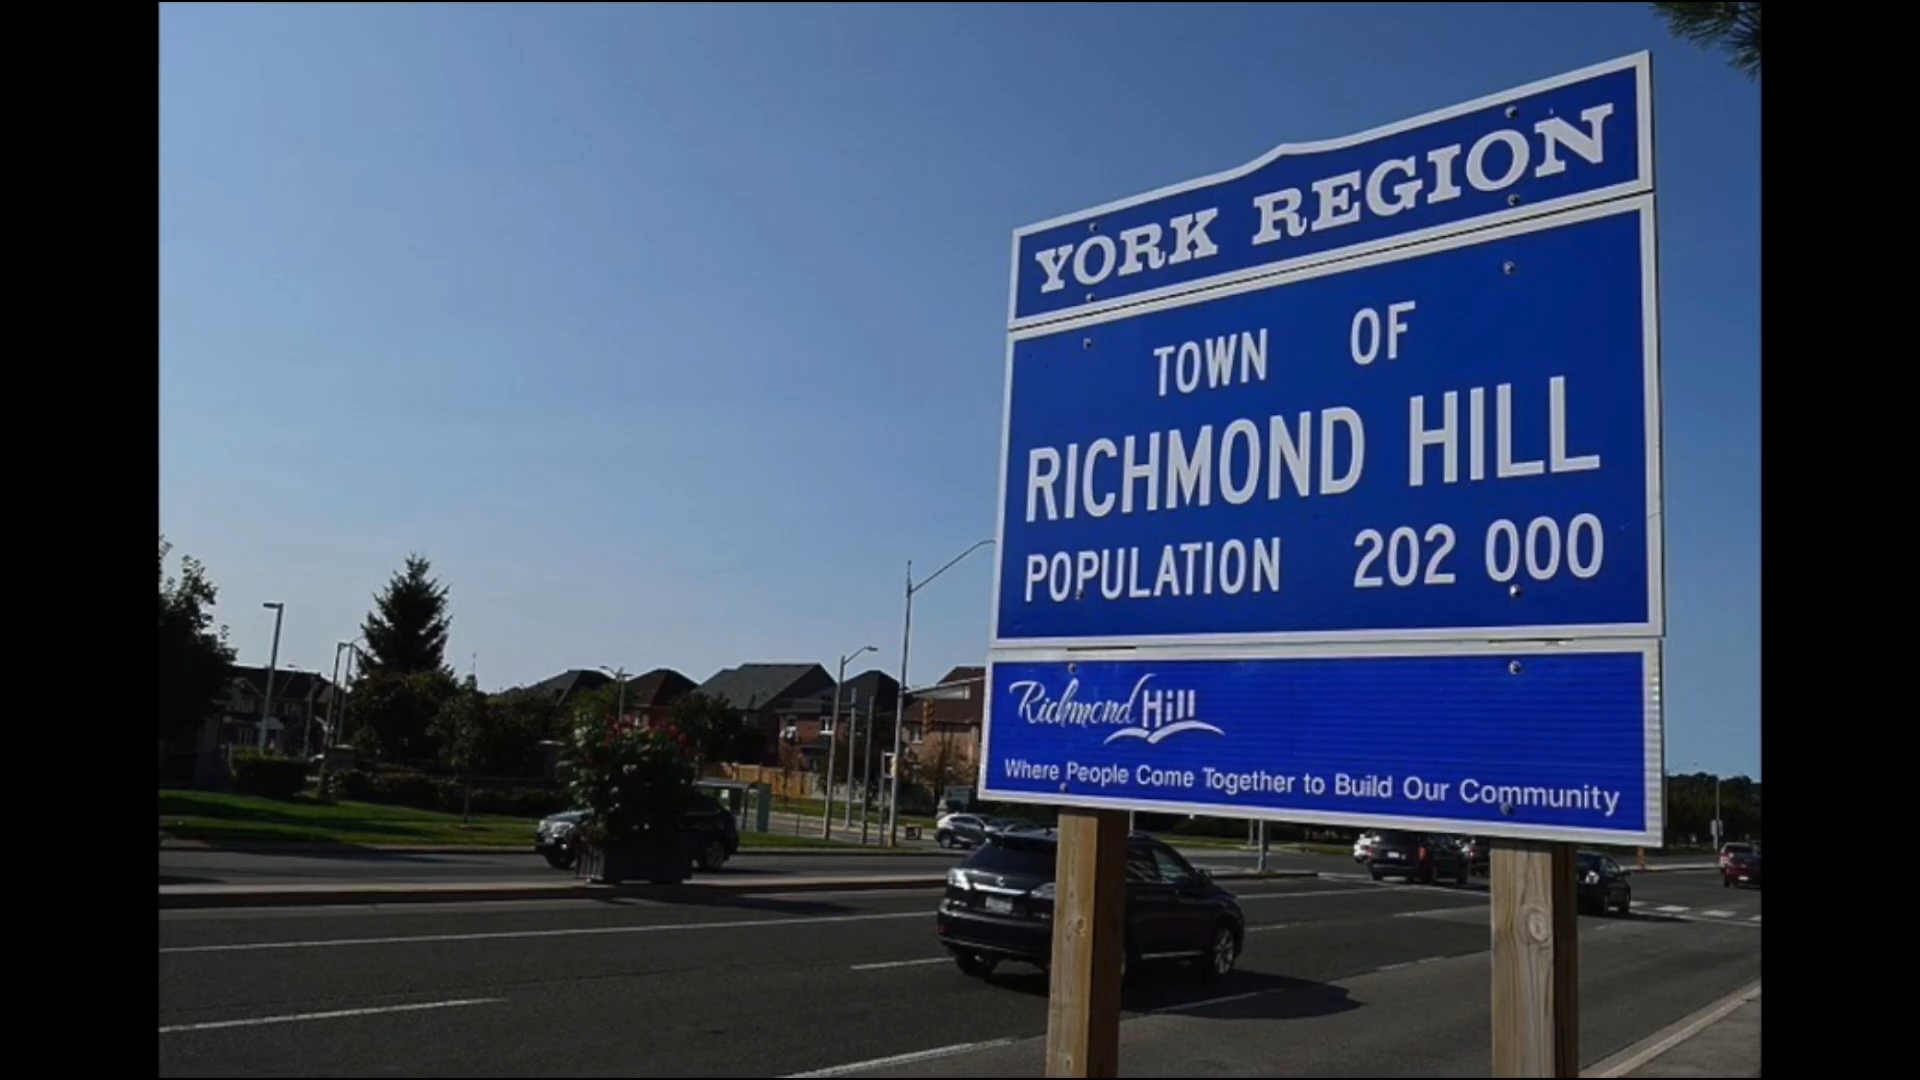 YORK REGION
TOWN OF
RICHMOND HILL
POPULATION 202 000
Richmond Hill
Where People Come Together to Build Our Community